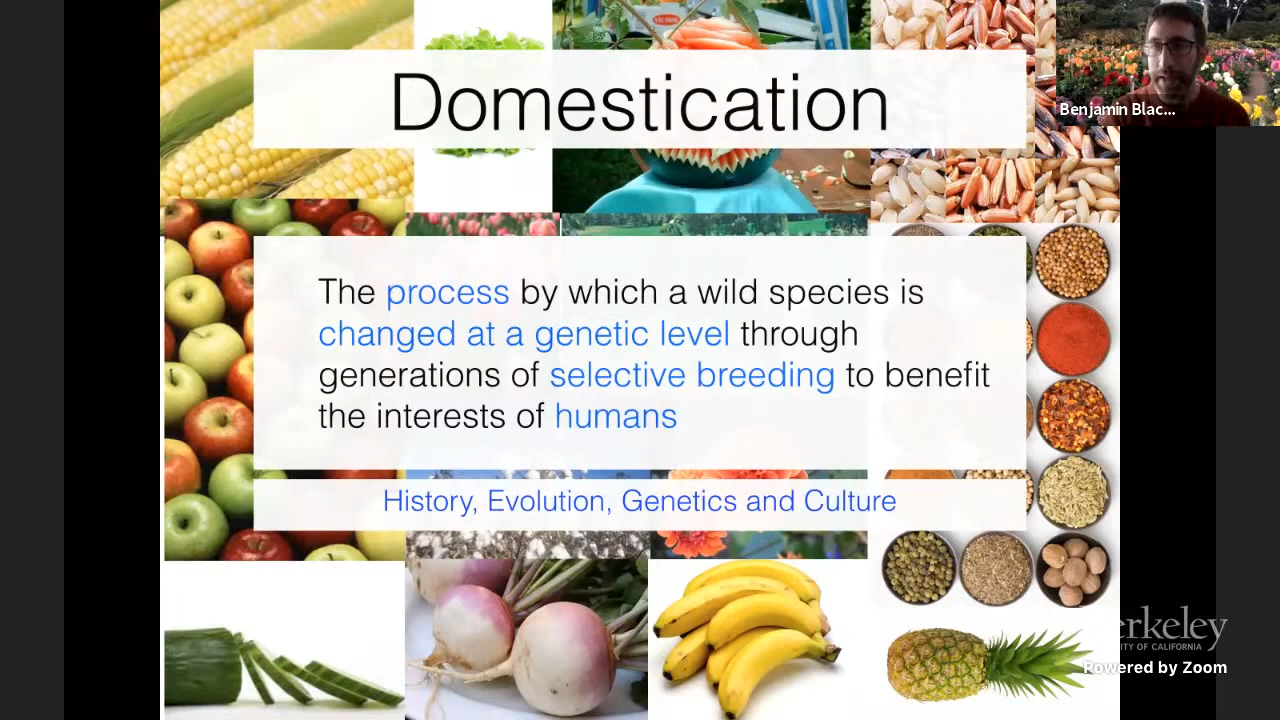 Domestication
Benjamin Blac...
The process by which a wild species is
changed at a genetic level through
generations of selective breeding to benefit
the interests of humans
History, Evolution, Genetics and Culture
Powered by Zoom